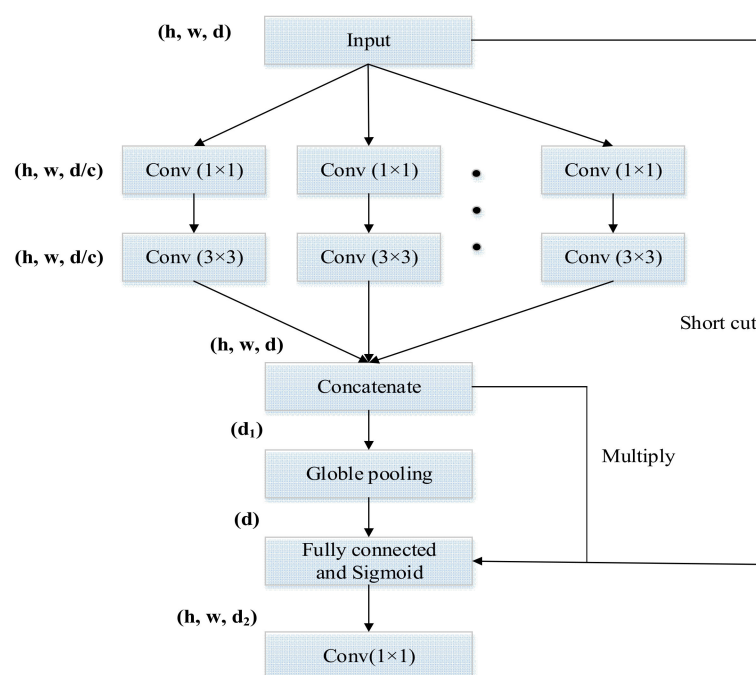 (h, w, d)
Input
(h, w, d/c)
Conv (1×1)
Conv (1×1)
Conv (1×1)
(h, w, d/c)
Conv (3×3)
Conv (3×3)
Conv (3×3)
Short cut
(h, w, d)
Concatenate
(d₁)
Multiply
Globle pooling
(d)
Fully connected
and Sigmoid
(h, w, d₂)
Conv(1×1)